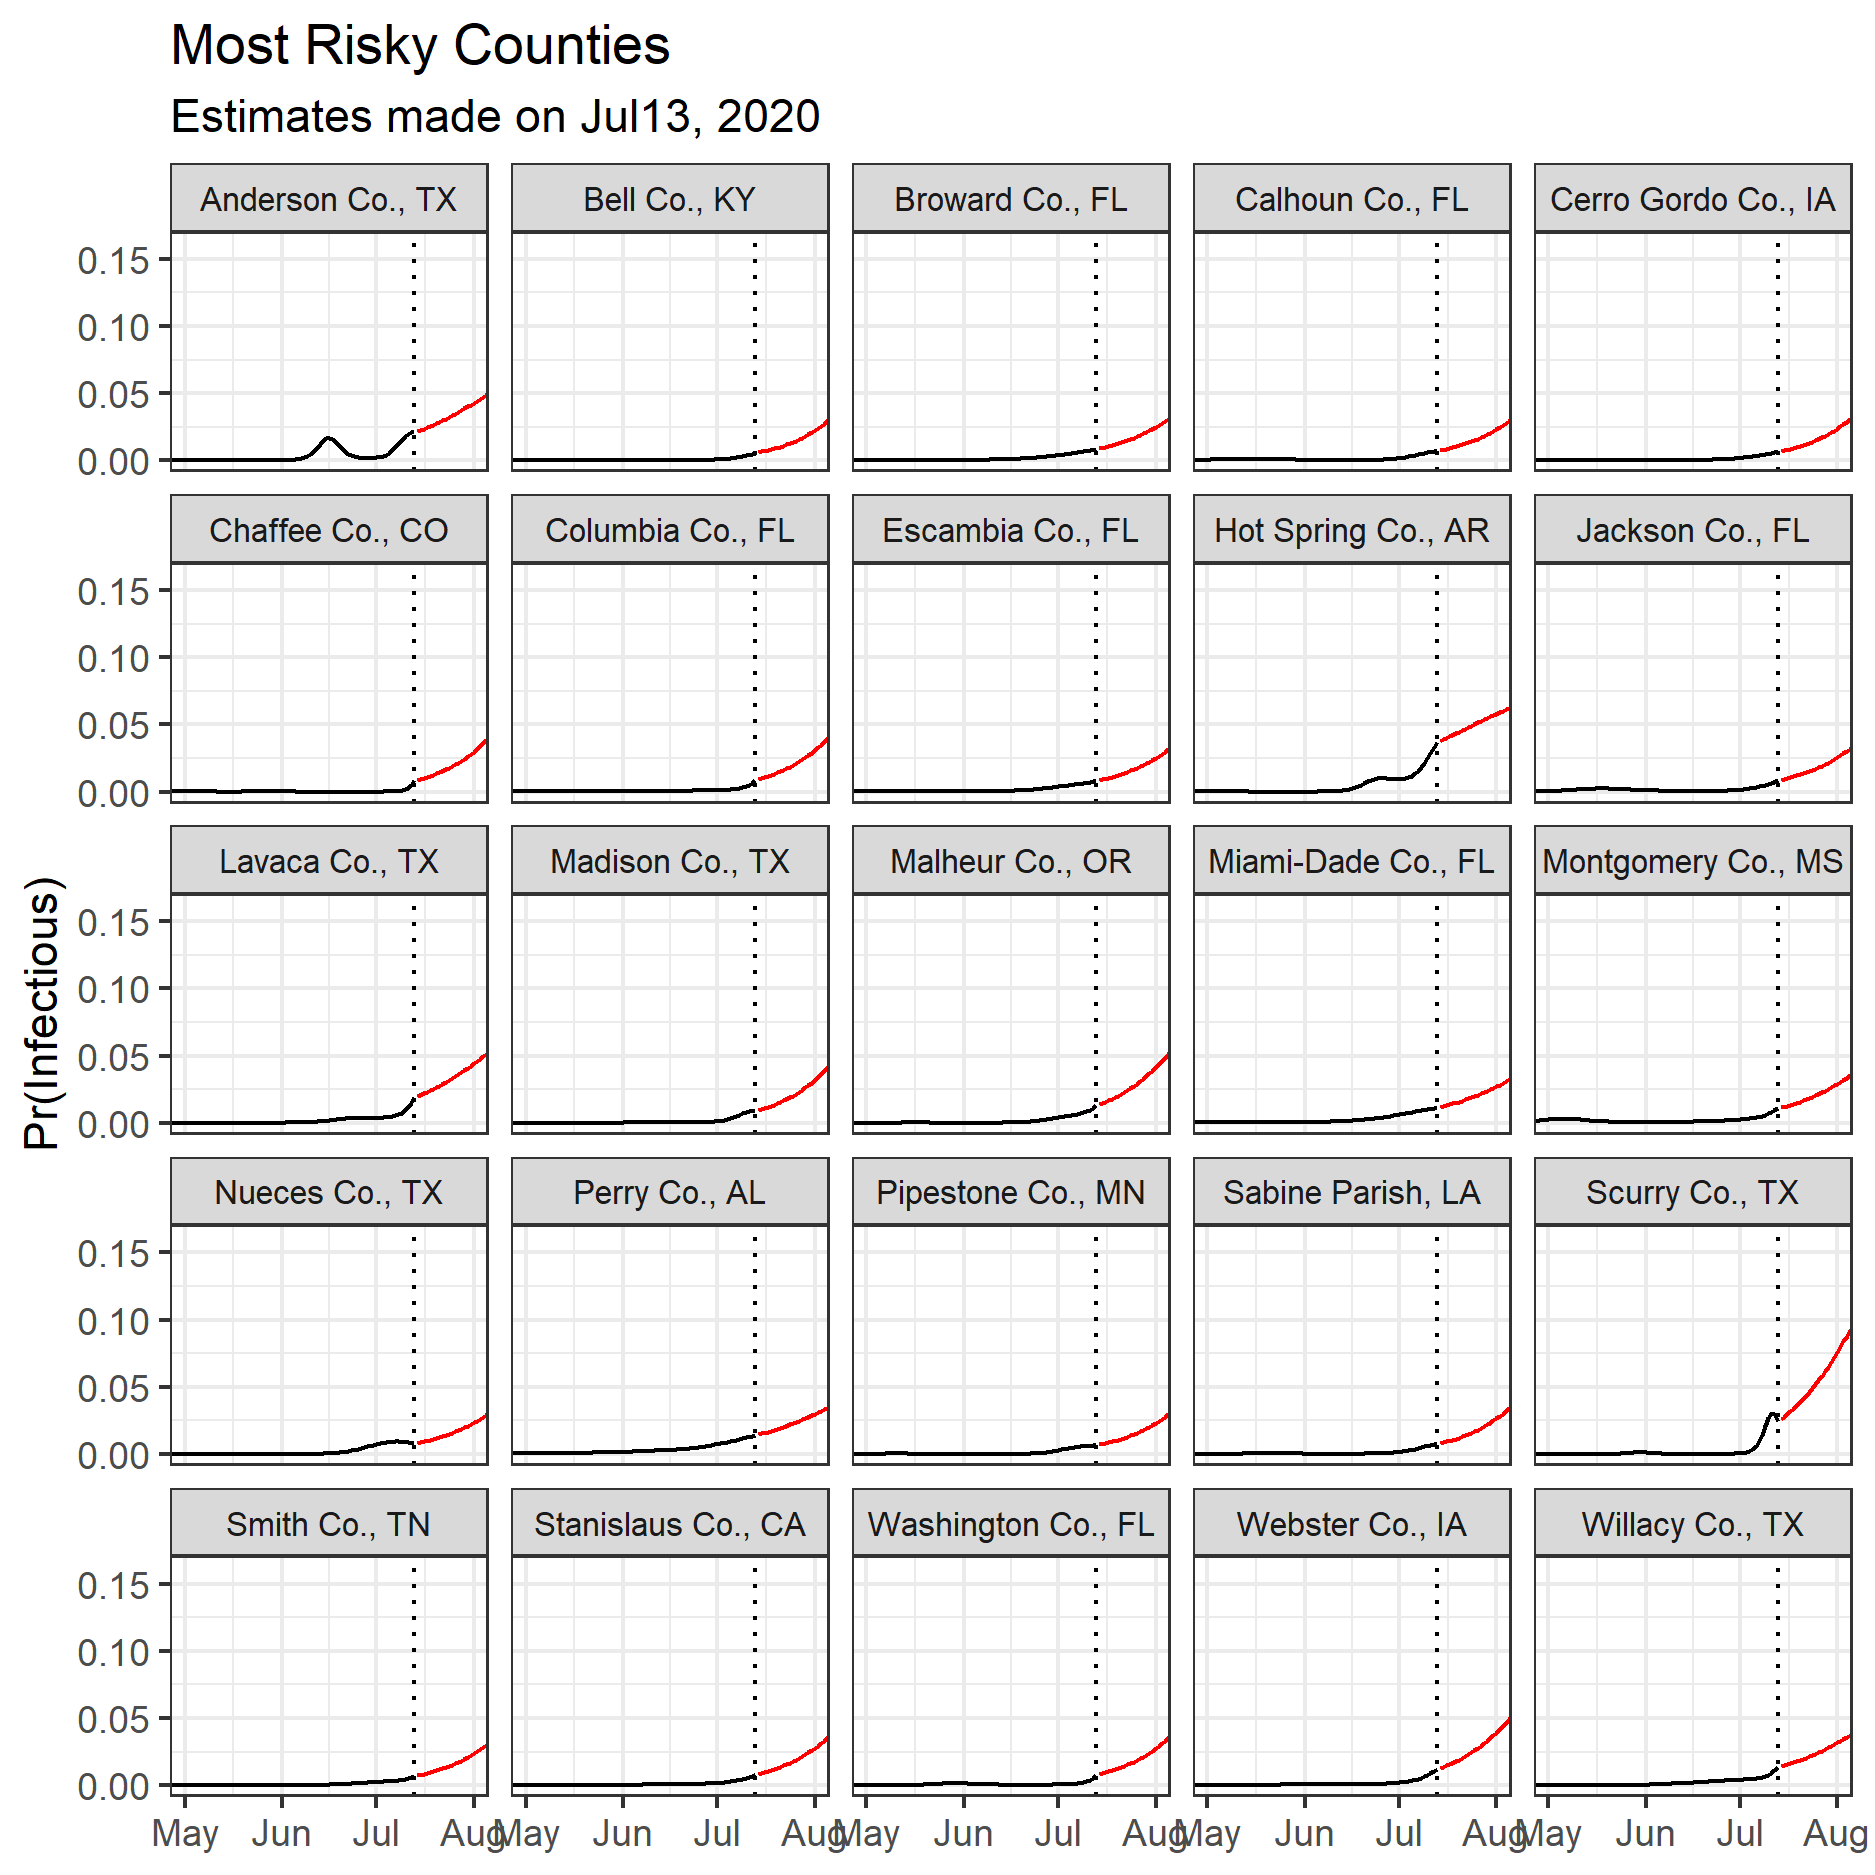 Most Risky Counties
Estimates made on Jul13, 2020
Anderson Co., TX
Bell Co., KY
Broward Co., FL
Calhoun Co., FL
Cerro Gordo Co., IA
0.15
0.10
0.05
0.00
Chaffee Co., CO
Columbia Co., FL
Escambia Co., FL
Hot Spring Co., AR
Jackson Co., FL
0.15
0.10
0.05
0.00
Pr(Infectious)
Lavaca Co., TX
Madison Co., TX
Malheur Co., OR
Miami-Dade Co., FL
Montgomery Co., MS
0.15
0.10
0.05
0.00
Nueces Co., TX
Perry Co., AL
Pipestone Co., MN
Sabine Parish, LA
Scurry Co., TX
0.15
0.10
0.05
0.00
Smith Co., TN
Stanislaus Co., CA
Washington Co., FL
Webster Co., IA
Willacy Co., TX
0.15
0.10
0.05
0.00
May Jun Jul Aug
May Jun Jul Aug
May Jun Jul Aug
May Jun Jul Aug
May Jun Jul Aug